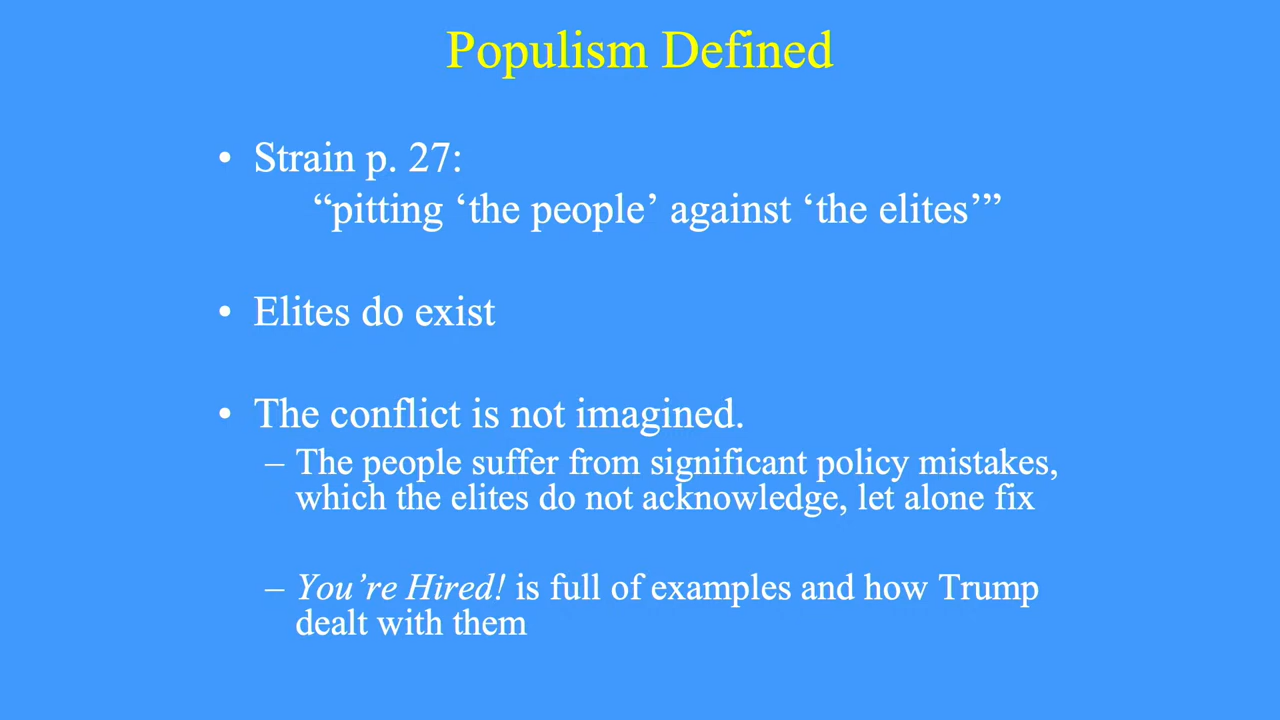 Populism Defined
• Strain p. 27:
“pitting ‘the people’ against ‘the elites’”
• Elites do exist
• The conflict is not imagined.
– The people suffer from significant policy mistakes,
which the elites do not acknowledge, let alone fix
– You’re Hired! is full of examples and how Trump
dealt with them